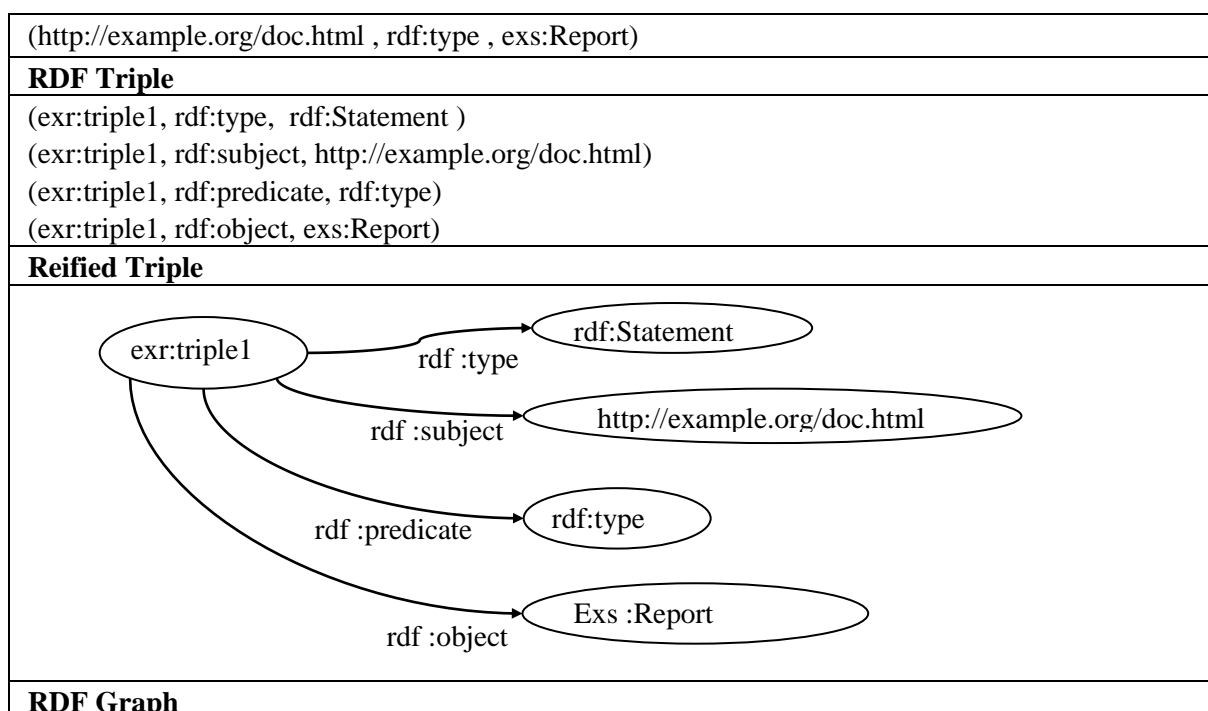 (http://example.org/doc.html , rdf:type , exs:Report)
RDF Triple
(exr:triple1, rdf:type, rdf:Statement )
(exr:triple1, rdf:subject, http://example.org/doc.html)
(exr:triple1, rdf:predicate, rdf:type)
(exr:triple1, rdf:object, exs:Report)
Reified Triple
exr:triple1
rdf:Statement
rdf :type
http://example.org/doc.html
rdf :subject
rdf:type
rdf :predicate
Exs :Report
rdf :object
RDF Graph